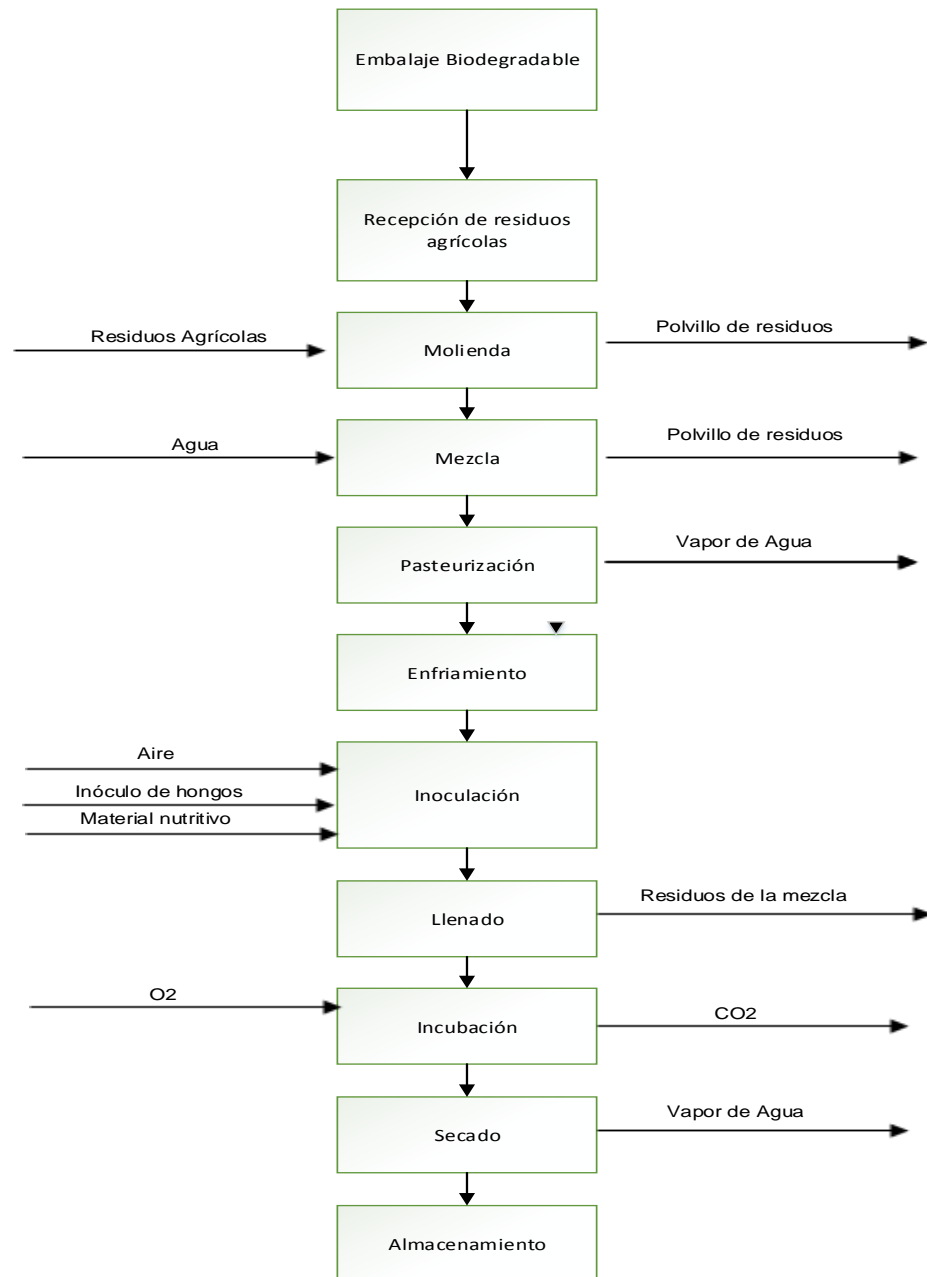 Embalaje Biodegradable
Recepción de residuos
agrícolas
Residuos Agrícolas
Molienda
Polvillo de residuos
Agua
Mezcla
Polvillo de residuos
Pasteurización
Vapor de Agua
Enfriamiento
Aire
Inóculo de hongos
Material nutritivo
Inoculación
Llenado
Residuos de la mezcla
O2
Incubación
CO2
Secado
Vapor de Agua
Almacenamiento